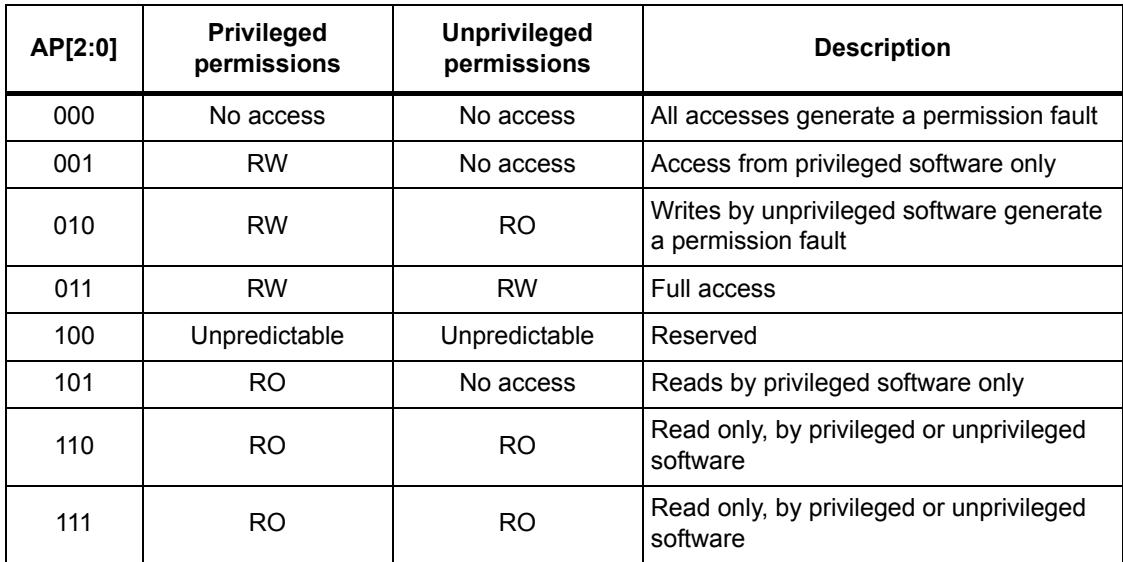 AP[2:0] Privileged permissions Unprivileged permissions Description
000 No access No access All accesses generate a permission fault
001 RW No access Access from privileged software only
010 RW RO Writes by unprivileged software generate
a permission fault
011 RW RW Full access
100 Unpredictable Unpredictable Reserved
101 RO No access Reads by privileged software only
110 RO RO Read only, by privileged or unprivileged
software
111 RO RO Read only, by privileged or unprivileged
software